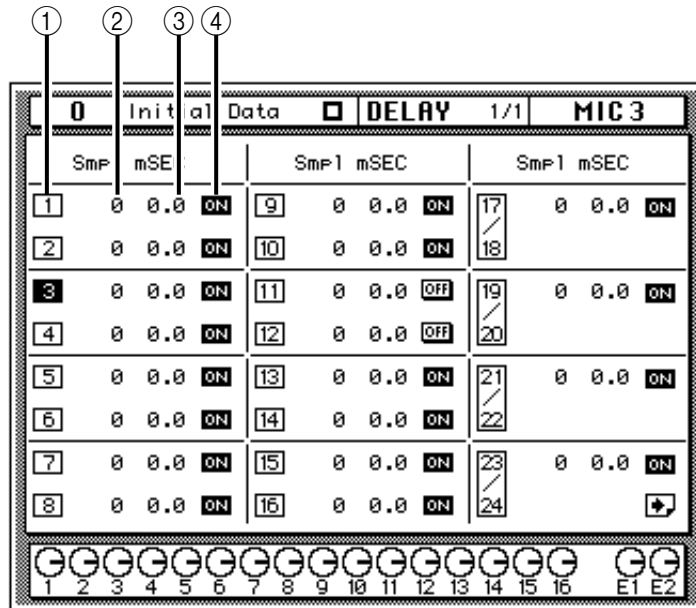 ① ② ③ ④
0 Initial Data DELAY 1/1 MIC 3
Smpl mSEC Smpl mSEC Smpl mSEC
1 0 0.0 ON 9 0 0.0 ON 17/18 0 0.0 ON
2 0 0.0 ON 10 0 0.0 ON
3 0 0.0 ON 11 0 0.0 OFF 19/20 0 0.0 ON
4 0 0.0 ON 12 0 0.0 OFF
5 0 0.0 ON 13 0 0.0 ON 21/22 0 0.0 ON
6 0 0.0 ON 14 0 0.0 ON
7 0 0.0 ON 15 0 0.0 ON 23/24 0 0.0 ON
8 0 0.0 ON 16 0 0.0 ON
1 2 3 4 5 6 7 8 9 10 11 12 13 14 15 16 E1 E2